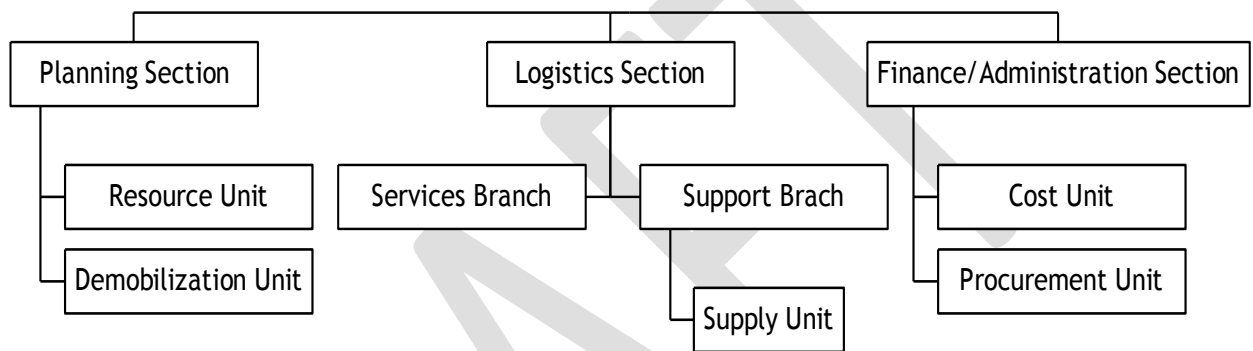 Planning Section
Logistics Section
Finance/Administration Section
Resource Unit
Services Branch
Support Brach
Cost Unit
Demobilization Unit
Procurement Unit
Supply Unit